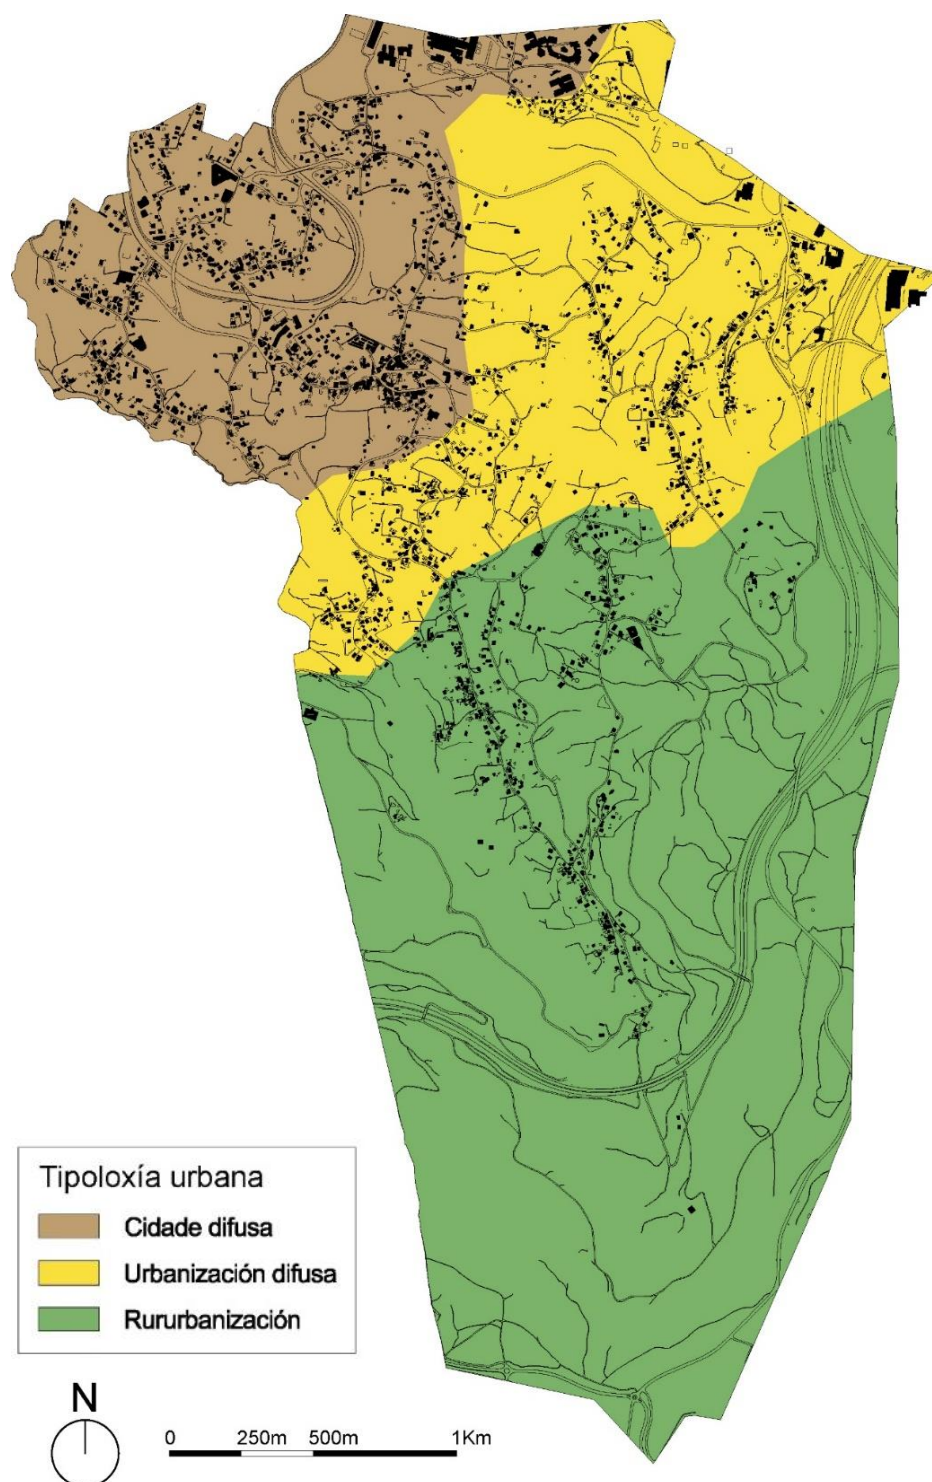 Tipoloxía urbana
Cidade difusa
Urbanización difusa
Rururbanización
N
0 250m 500m 1Km